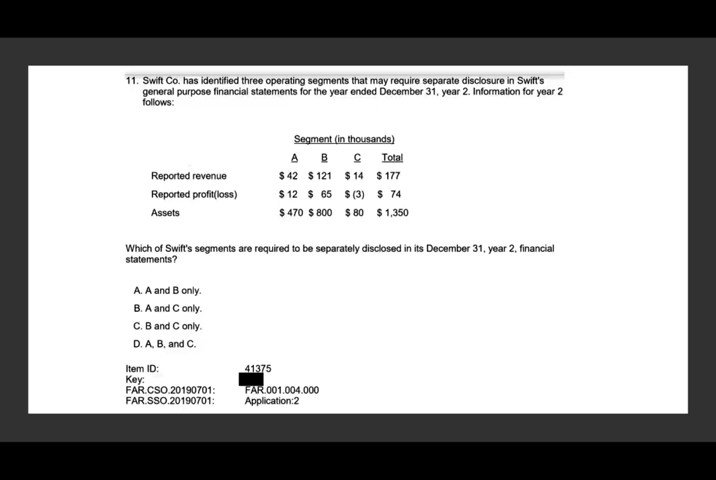 11. Swift Co. has identified three operating segments that may require separate disclosure in Swift's
general purpose financial statements for the year ended December 31, year 2. Information for year 2
follows:
Segment (in thousands)
A B C Total
Reported revenue $ 42 $ 121 $ 14 $ 177
Reported profit(loss) $ 12 $ 65 $ (3) $ 74
Assets $ 470 $ 800 $ 80 $ 1,350
Which of Swift's segments are required to be separately disclosed in its December 31, year 2, financial
statements?
A. A and B only.
B. A and C only.
C. B and C only.
D. A, B, and C.
Item ID: 41375
Key:
FAR.CSO.20190701: FAR.001.004.000
FAR.SSO.20190701: Application:2